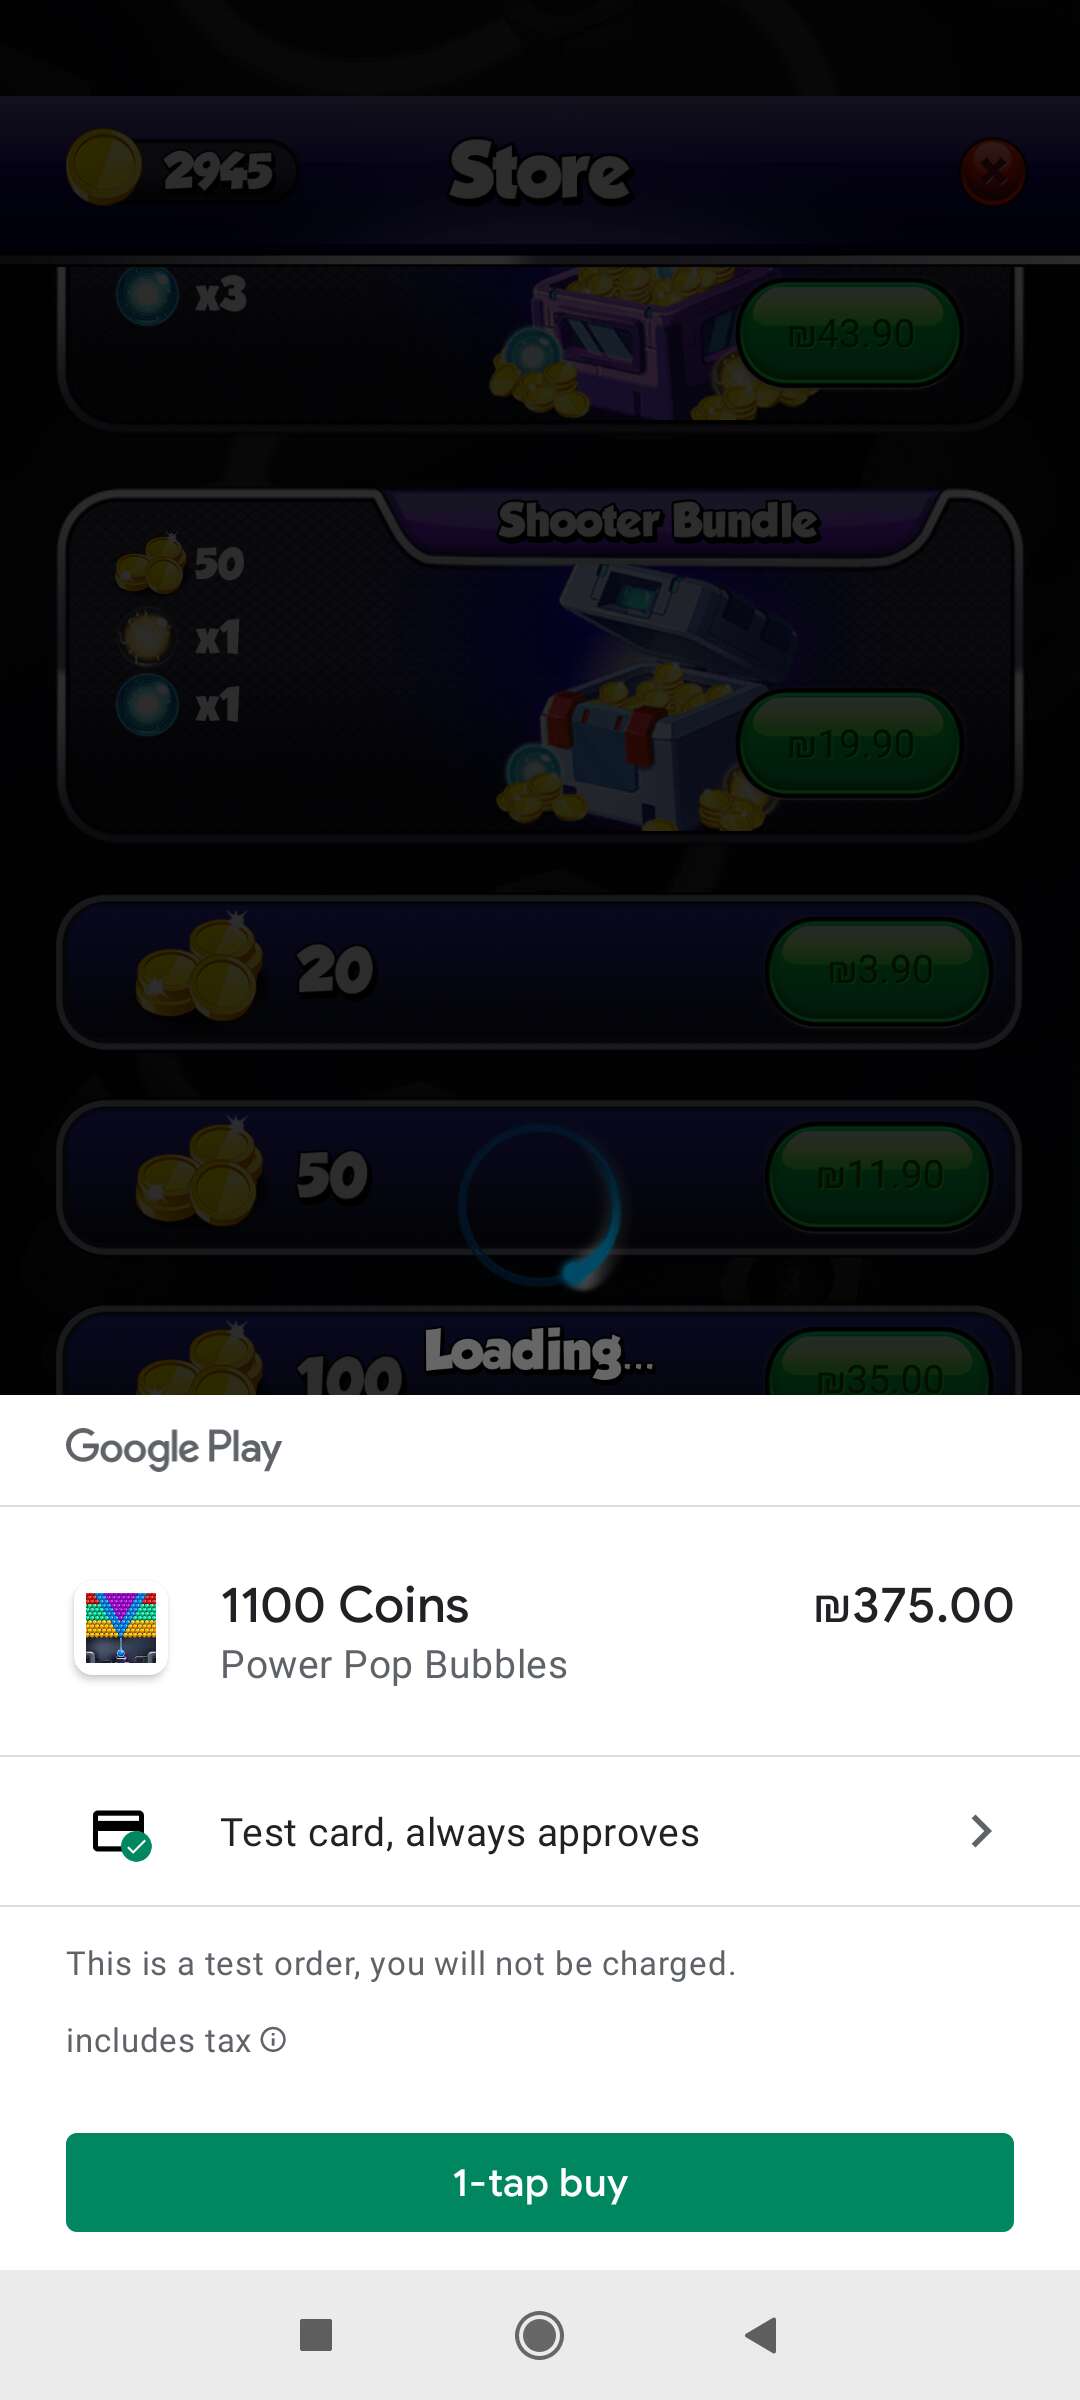 2945
Store
x3
₪43.90
Shooter Bundle
50
x1
x1
₪19.90
20
₪3.90
50
₪11.90
Loading...
100
₪35.00
Google Play
1100 Coins
₪375.00
Power Pop Bubbles
Test card, always approves
This is a test order, you will not be charged.
includes tax
1-tap buy